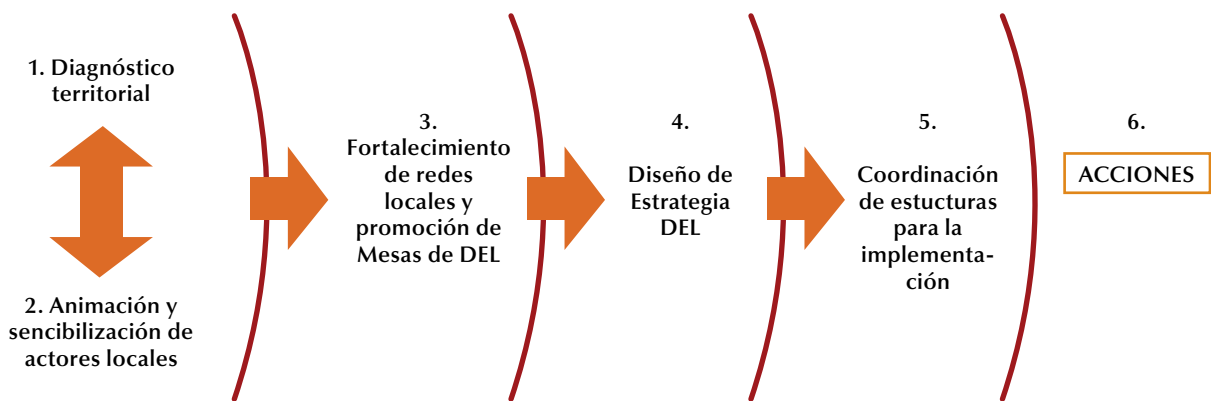 1. Diagnóstico
territorial
2. Animación y
sencibilización de
actores locales
3.
Fortalecimiento
de redes
locales y
promoción de
Mesas de DEL
4.
Diseño de
Estrategia
DEL
5.
Coordinación
de estucturas
para la
implementa-
ción
6.
ACCIONES